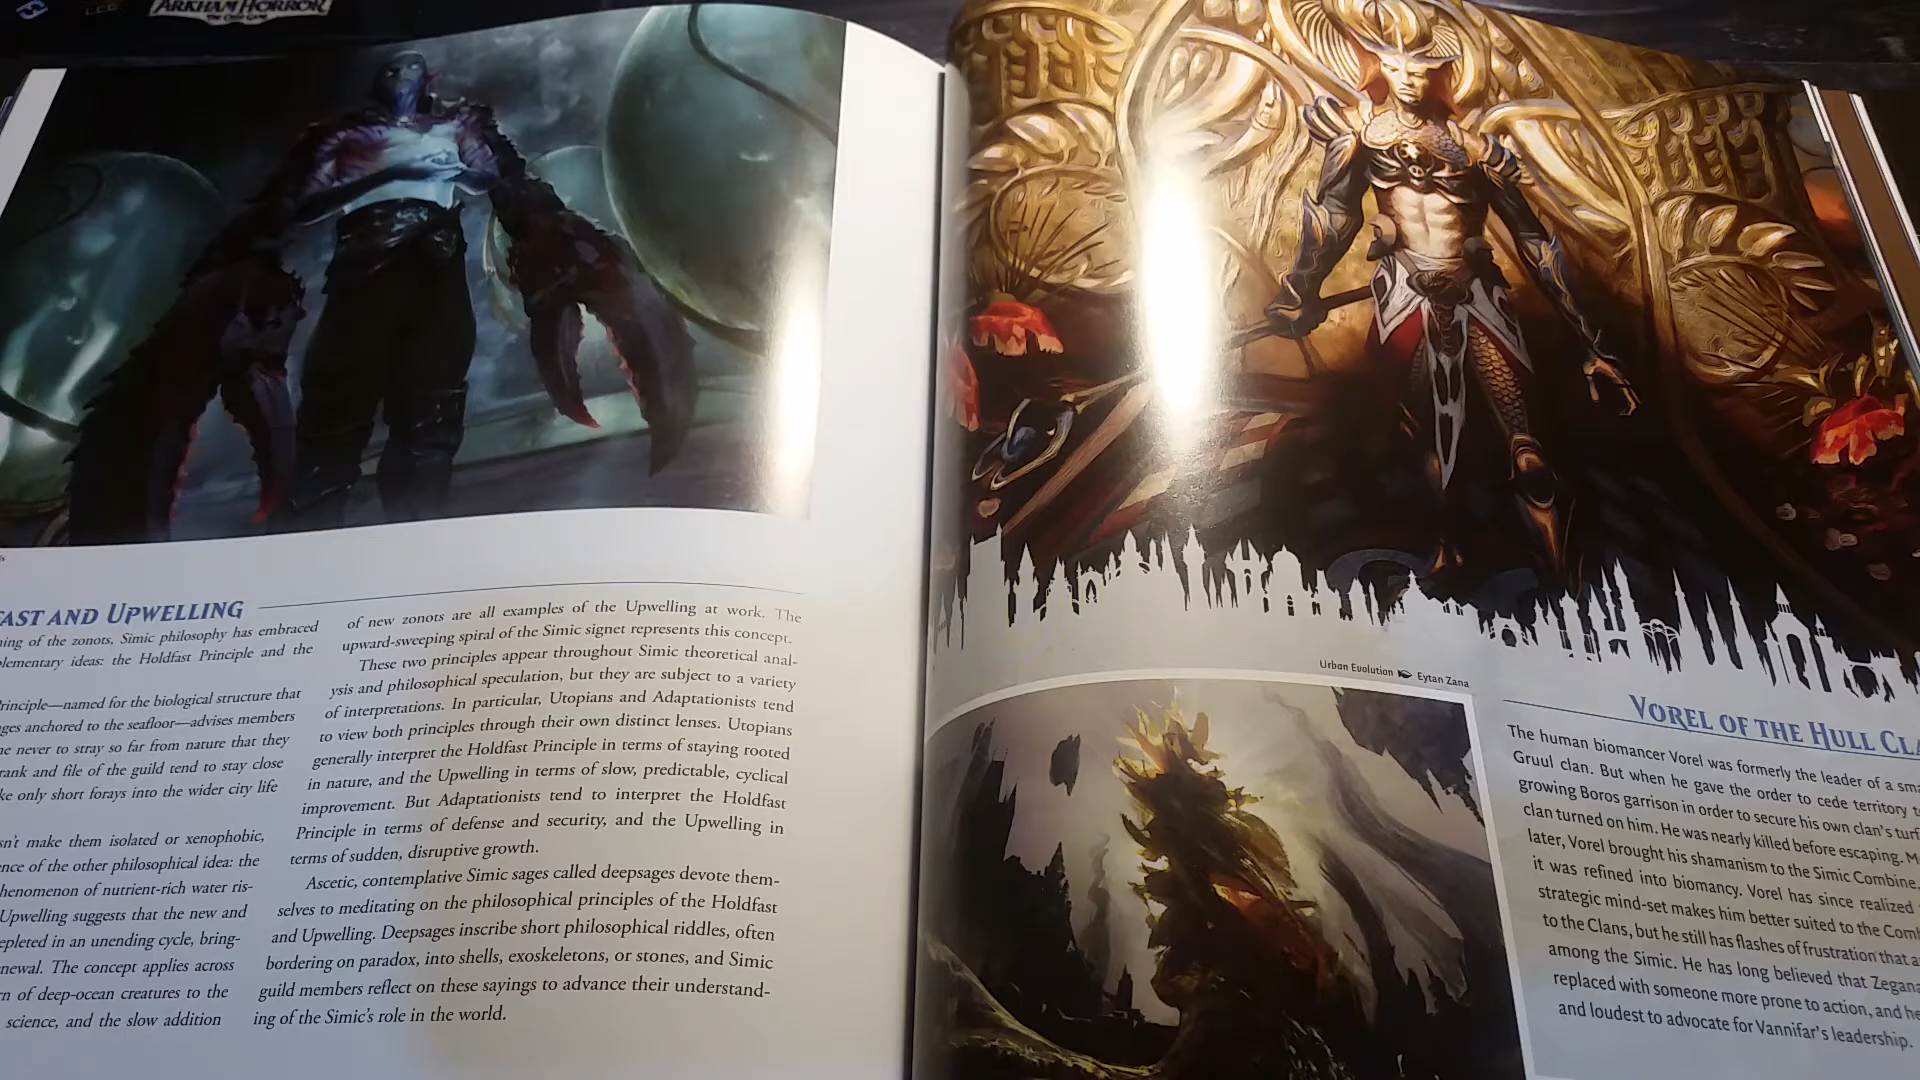 LCG
ARKHAM HORROR
THE CARD GAME
FAST AND UPWELLING
of the zonots, Simic philosophy has embraced
ideas: the Holdfast Principle and the
Principle—named for the biological structure that
anchored to the seafloor—advises members
never to stray so far from nature that they
rank and file of the guild tend to stay close
only short forays into the wider city life
make them isolated or xenophobic,
of the other philosophical idea: the
phenomenon of nutrient-rich water ris-
Upwelling suggests that the new and
in an unending cycle, bring-
The concept applies across
of deep-ocean creatures to the
science, and the slow addition
of new zonots are all examples of the Upwelling at work. The
upward-sweeping spiral of the Simic signet represents this concept.
These two principles appear throughout Simic theoretical anal-
ysis and philosophical speculation, but they are subject to a variety
of interpretations. In particular, Utopians and Adaptationists tend
to view both principles through their own distinct lenses. Utopians
generally interpret the Holdfast Principle in terms of staying rooted
in nature, and the Upwelling in terms of slow, predictable, cyclical
improvement. But Adaptationists tend to interpret the Holdfast
Principle in terms of defense and security, and the Upwelling in
terms of sudden, disruptive growth.
Ascetic, contemplative Simic sages called deepsages devote them-
selves to meditating on the philosophical principles of the Holdfast
and Upwelling. Deepsages inscribe short philosophical riddles, often
bordering on paradox, into shells, exoskeletons, or stones, and Simic
guild members reflect on these sayings to advance their understand-
ing of the Simic's role in the world.
Urban Evolution Eytan Zana
VOREL OF THE HULL
The human biomancer Vorel was formerly the leader of a
Gruul clan. But when he gave the order to cede territory
growing Boros garrison in order to secure his own clan's turf
clan turned on him. He was nearly killed before escaping.
later, Vorel brought his shamanism to the Simic Combine,
it was refined into biomancy. Vorel has since realized
strategic mind-set makes him better suited to the
to the Clans, but he still has flashes of frustration that
among the Simic. He has long believed that
replaced with someone more prone to action, and
and loudest to advocate for Vannifar's leadership.